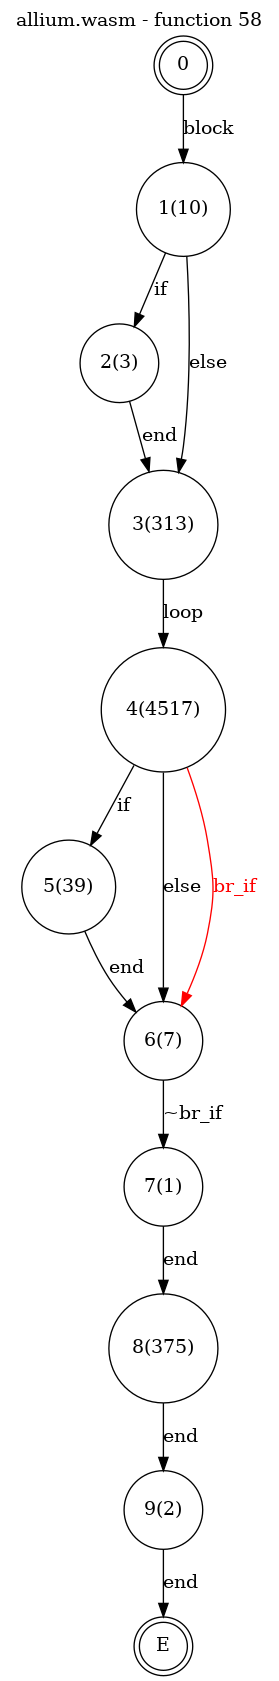 allium.wasm - function 58
0
block
1(10)
if
2(3)
else
end
3(313)
loop
4(4517)
if
5(39)
else
br_if
end
6(7)
~br_if
7(1)
end
8(375)
end
9(2)
end
E